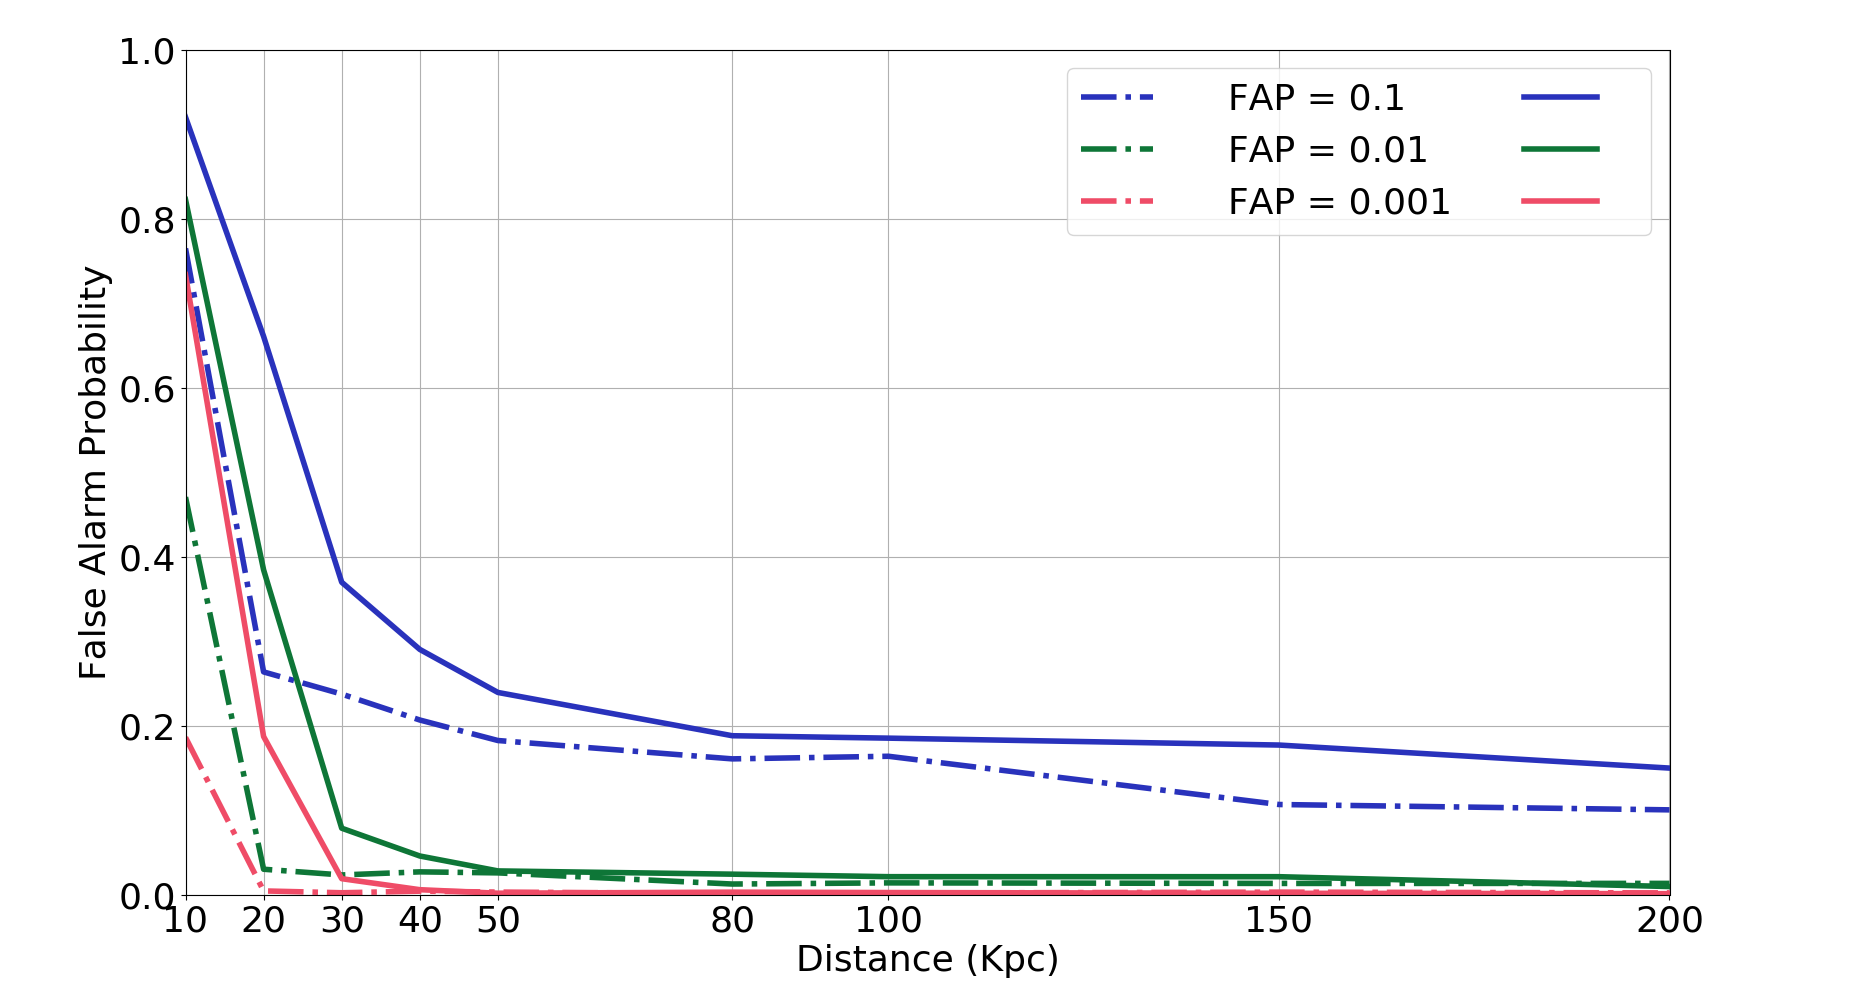 1.0
0.8
0.6
0.4
0.2
0.0
False Alarm Probability
FAP = 0.1
FAP = 0.01
FAP = 0.001
10 20 30 40 50 80 100 150 200
Distance (Kpc)